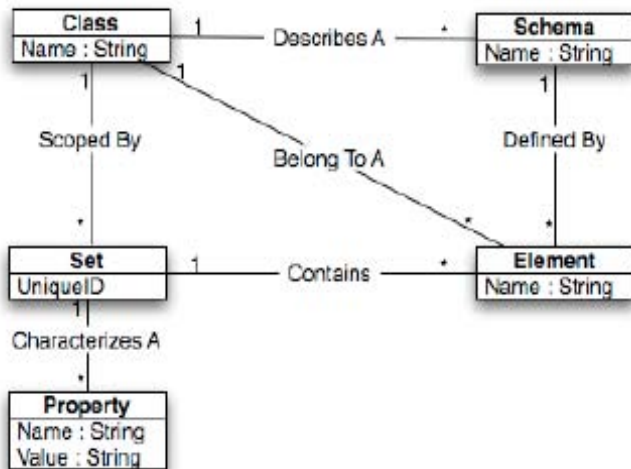 Class
Name : String
1
Describes A
*
Schema
Name : String
1
1
1
Scoped By
Belong To A
Defined By
*
*
*
Set
UniqueID
1
Contains
*
Element
Name : String
1
Characterizes A
*
Property
Name : String
Value : String